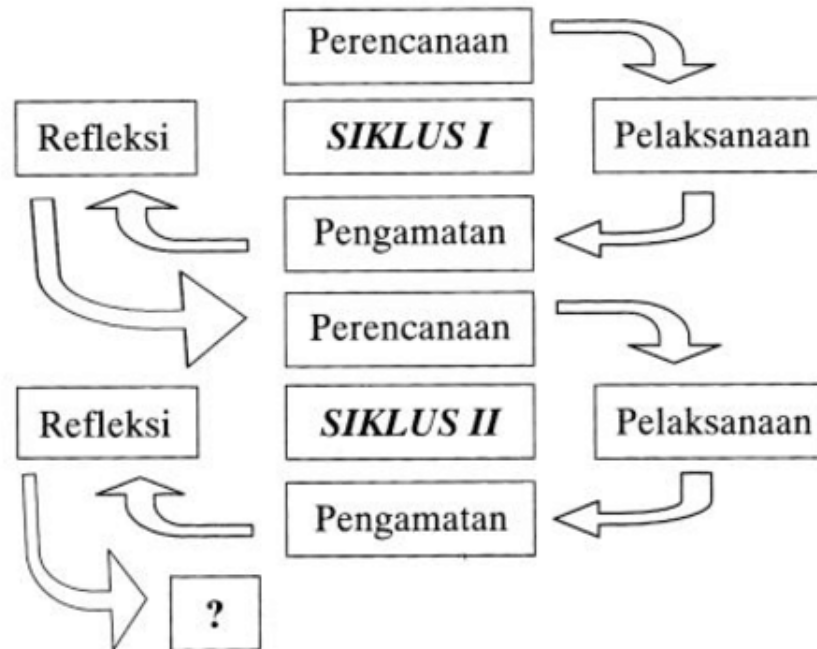 Perencanaan
Refleksi
SIKLUS I
Pelaksanaan
Pengamatan
Perencanaan
Refleksi
SIKLUS II
Pelaksanaan
Pengamatan
?